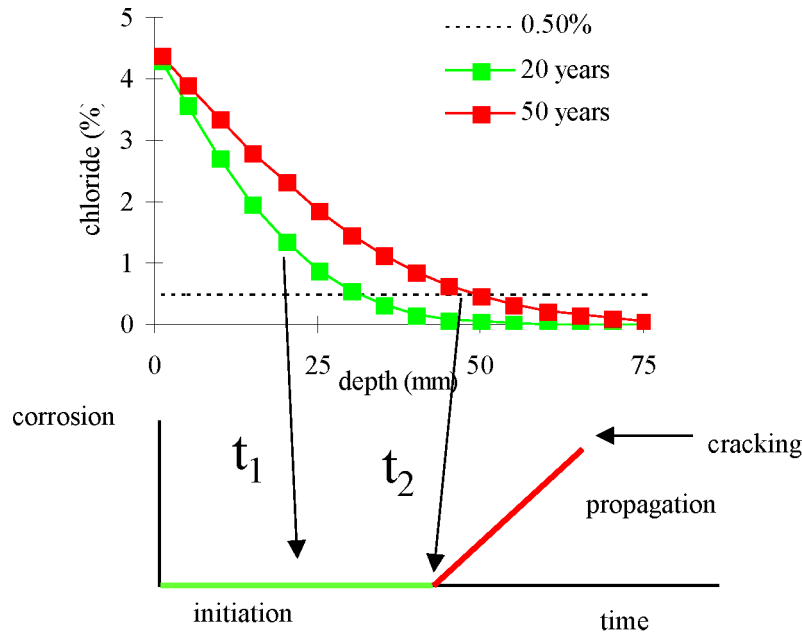 5
4
3
2
1
0
chloride (%)
0.50%
20 years
50 years
0
25
50
75
depth (mm)
corrosion
t1
t2
cracking
propagation
initiation
time